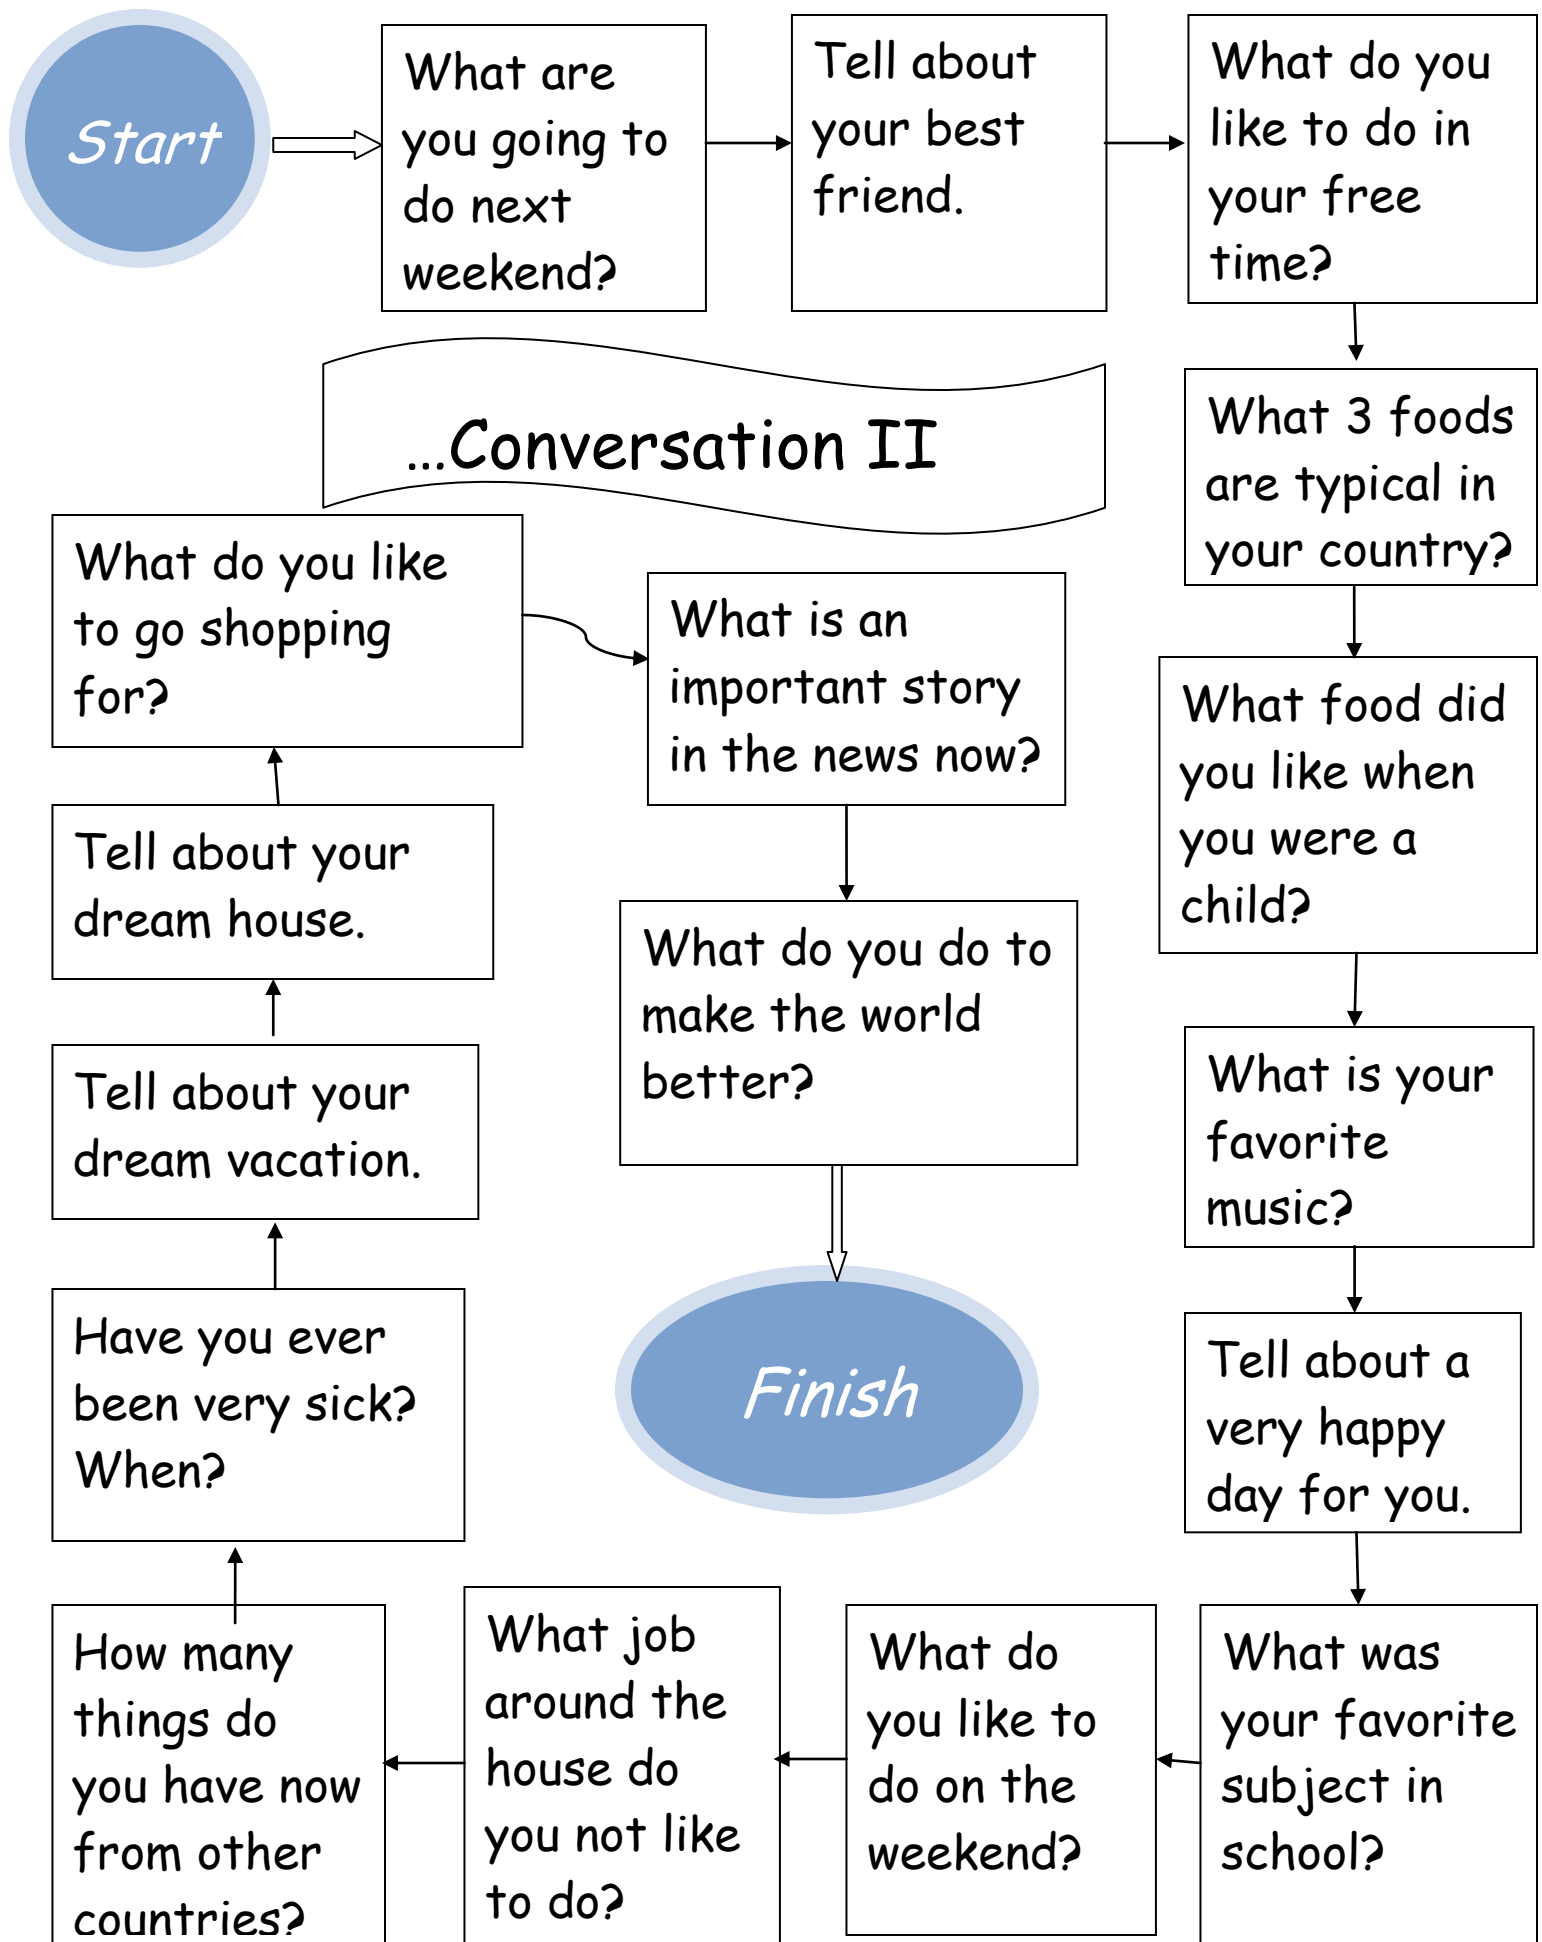 Start
What are
you going to
do next
weekend?
Tell about
your best
friend.
What do you
like to do in
your free
time?
...Conversation II
What 3 foods
are typical in
your country?
What food did
you like when
you were a
child?
What is your
favorite
music?
Tell about a
very happy
day for you.
What was
your favorite
subject in
school?
What do
you like to
do on the
weekend?
What job
around the
house do
you not like
to do?
How many
things do
you have now
from other
countries?
Have you ever
been very sick?
When?
Tell about your
dream vacation.
Tell about your
dream house.
What do you like
to go shopping
for?
What is an
important story
in the news now?
What do you do to
make the world
better?
Finish